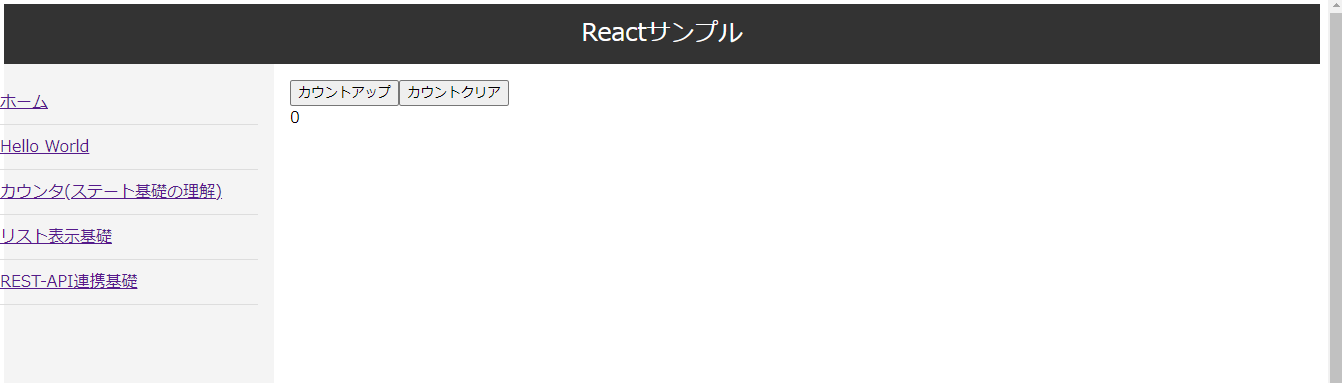 Reactサンプル
ホーム
Hello World
カウンタ(ステート基礎の理解)
リスト表示基礎
REST-API連携基礎
カウントアップ カウントクリア
0